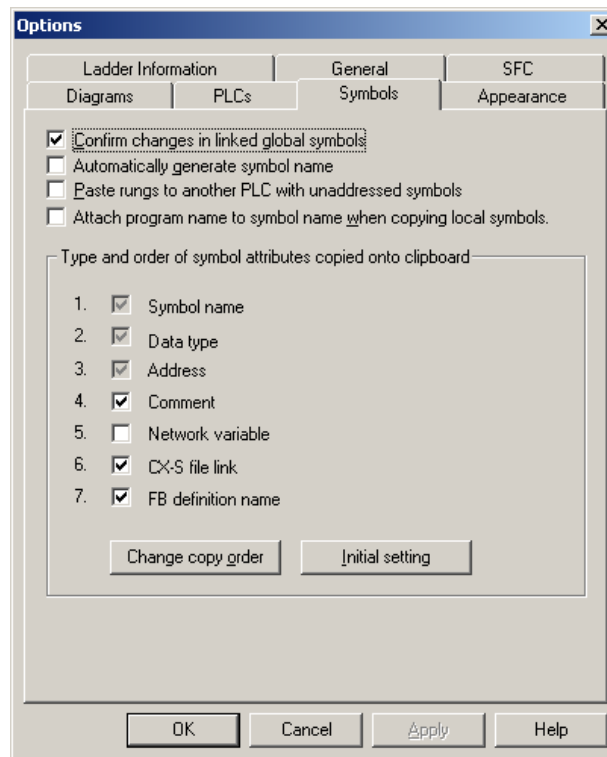 Options
Ladder Information General SFC
Diagrams PLCs Symbols Appearance
Confirm changes in linked global symbols
Automatically generate symbol name
Paste rungs to another PLC with unaddressed symbols
Attach program name to symbol name when copying local symbols.
Type and order of symbol attributes copied onto clipboard
1. Symbol name
2. Data type
3. Address
4. Comment
5. Network variable
6. CX-S file link
7. FB definition name
Change copy order Initial setting
OK Cancel Apply Help